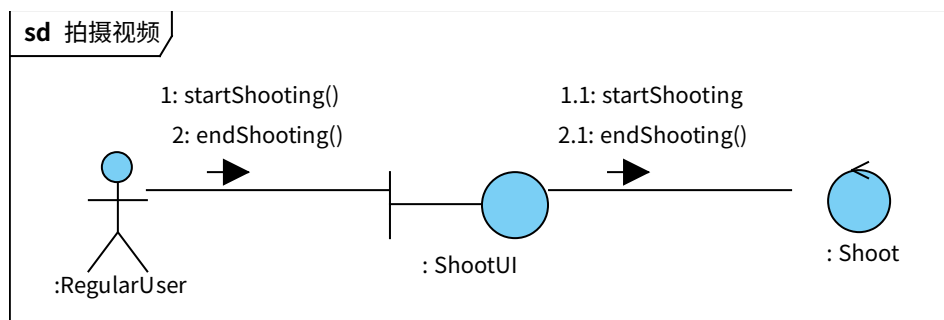 sd 拍摄视频
1: startShooting()
2: endShooting()
1.1: startShooting
2.1: endShooting()
:RegularUser
: ShootUI
: Shoot